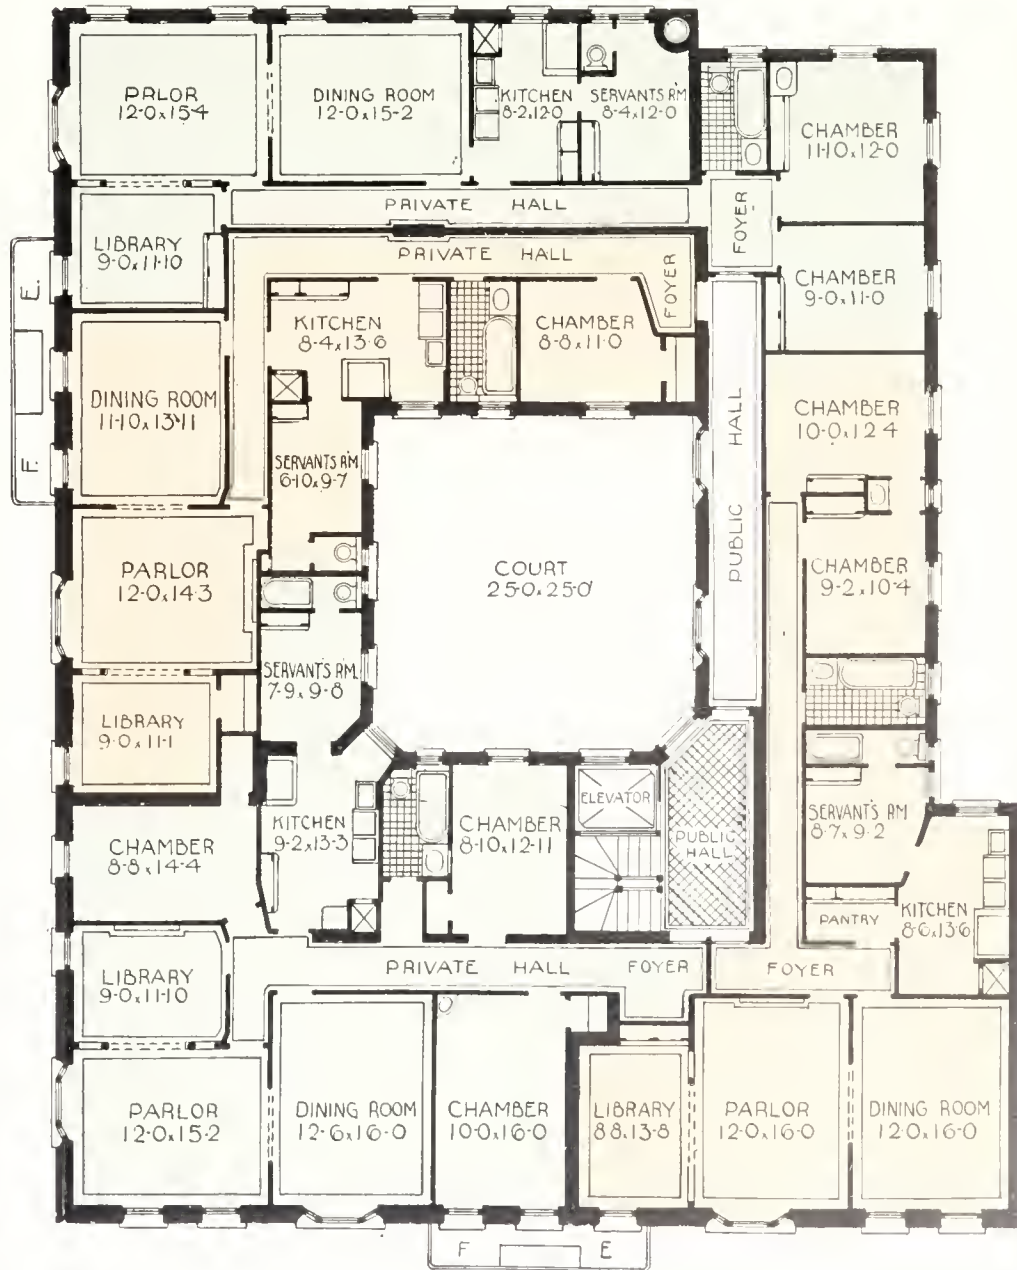 PRLOR
12-0x15-4
DINING ROOM
12-0x15-2
KITCHEN
8-2x12-0
SERVANTS RM
8-4x12-0
CHAMBER
11-10x12-0
PRIVATE HALL
FOYER
LIBRARY
9-0x11-10
PRIVATE HALL
FOYER
CHAMBER
9-0x11-0
E.
F.
KITCHEN
8-4x13-6
CHAMBER
8-8x11-0
DINING ROOM
11-10x13-11
CHAMBER
10-0x12-4
PUBLIC HALL
SERVANTS RM
6-10x9-7
PARLOR
12-0x14-3
COURT
25-0x25-0
CHAMBER
9-2x10-4
SERVANT'S R'M
7-9x9-8
LIBRARY
9-0x11-1
ELEVATOR
CHAMBER
8-8x14-4
KITCHEN
9-2x13-3
CHAMBER
8-10x12-11
PUBLIC
HALL
SERVANT'S RM
8-7x9-2
PANTRY
KITCHEN
8-6x13-6
LIBRARY
9-0x11-10
PRIVATE HALL FOYER
FOYER
PARLOR
12-0x15-2
DINING ROOM
12-6x16-0
CHAMBER
10-0x16-0
LIBRARY
8-8x13-8
PARLOR
12-0x16-0
DINING ROOM
12-0x16-0
F E